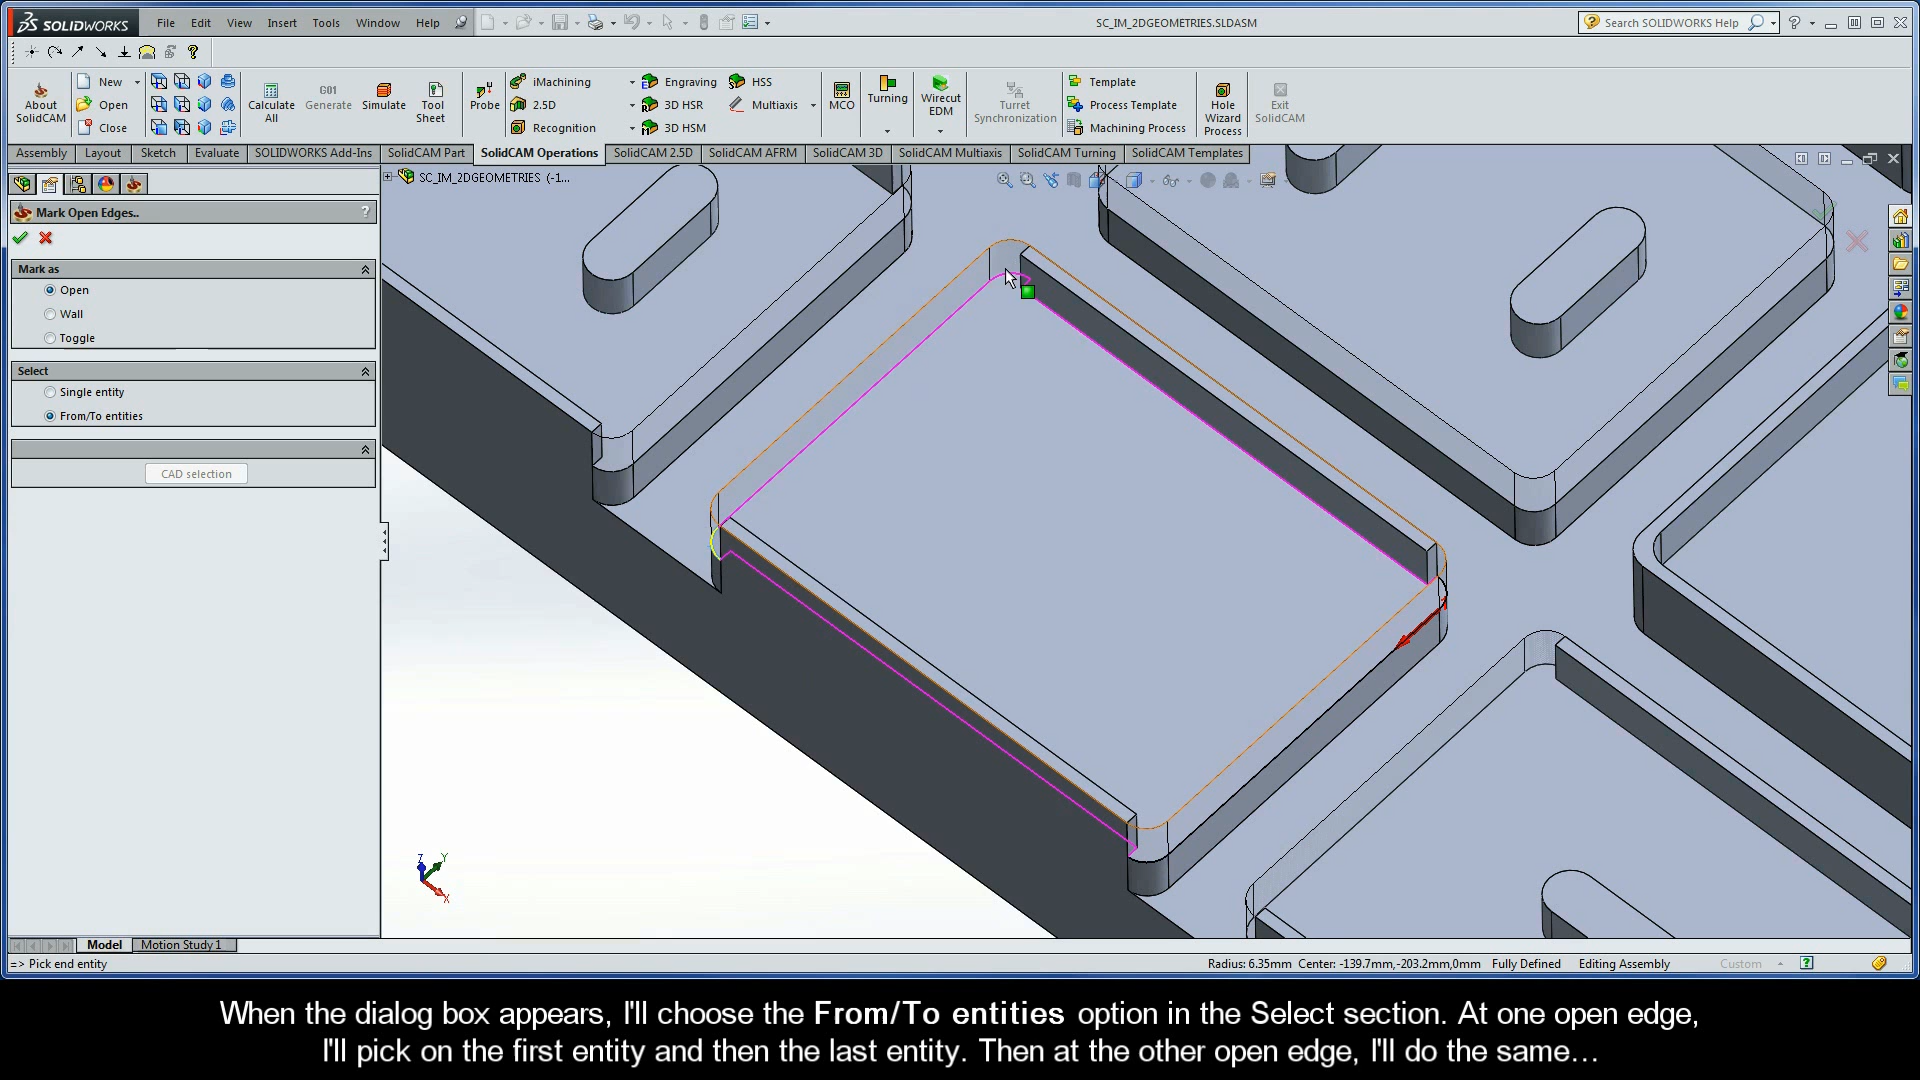 SOLIDWORKS File Edit View Insert Tools Window Help SC_IM_2DGEOMETRIES.SLDASM Search SOLIDWORKS Help
About SolidCAM
New
Open
Close
Calculate All
G01 Generate
Simulate
Tool Sheet
Probe
iMachining
2.5D
Recognition
Engraving
3D HSR
3D HSM
HSS
Multiaxis
MCO
Turning
Wirecut EDM
Turret Synchronization
Template
Process Template
Machining Process
Hole Wizard Process
Exit SolidCAM
Assembly Layout Sketch Evaluate SOLIDWORKS Add-Ins SolidCAM Part SolidCAM Operations SolidCAM 2.5D SolidCAM AFRM SolidCAM 3D SolidCAM Multiaxis SolidCAM Turning SolidCAM Templates
SC_IM_2DGEOMETRIES (-1...
Mark Open Edges.. ?
Mark as
Open
Wall
Toggle
Select
Single entity
From/To entities
CAD selection
Z Y
X
Model Motion Study 1
=> Pick end entity Radius: 6.35mm Center: -139.7mm,-203.2mm,0mm Fully Defined Editing Assembly Custom
When the dialog box appears, I'll choose the From/To entities option in the Select section. At one open edge,
I'll pick on the first entity and then the last entity. Then at the other open edge, I'll do the same...